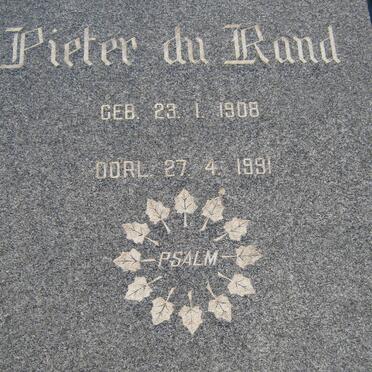 Pieter du Rand
GEB. 23. 1. 1908
OORL. 27. 4. 1991
PSALM